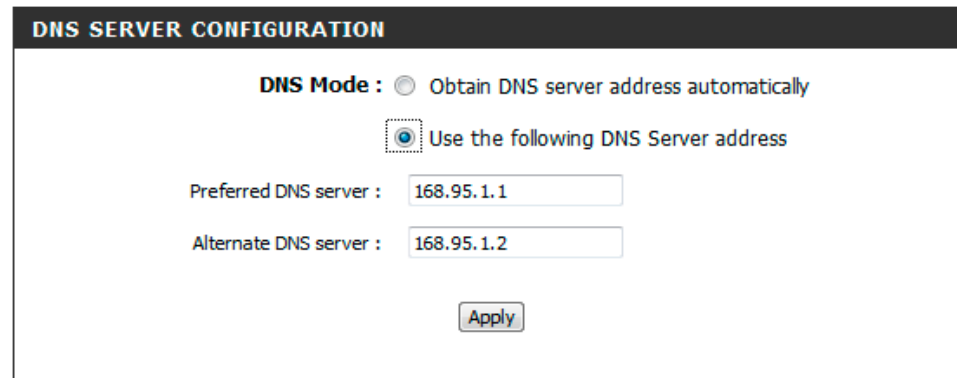 DNS SERVER CONFIGURATION
DNS Mode : Obtain DNS server address automatically
Use the following DNS Server address
Preferred DNS server : 168.95.1.1
Alternate DNS server : 168.95.1.2
Apply